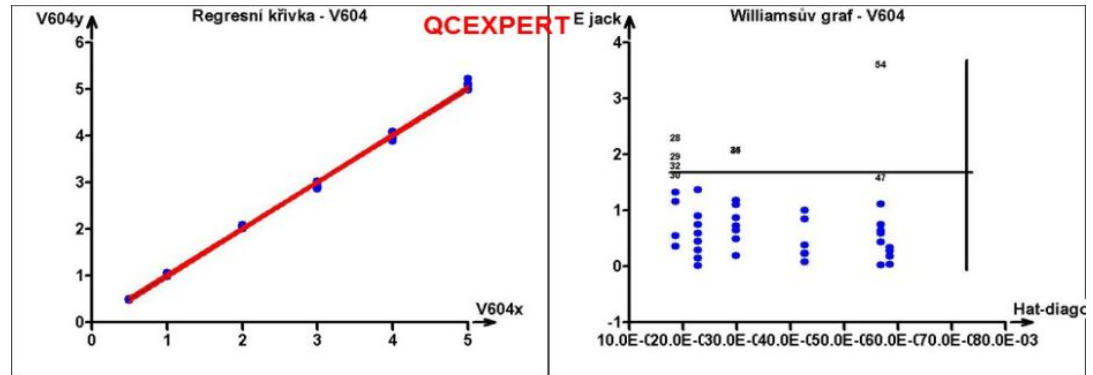 Regresní křivka - V604
V604y
QCEXPERT
6
5
4
3
2
1
0
0 1 2 3 4 5
V604x
Williamsův graf - V604
E jack
4
3
2
1
0
-1
54
28
29
32
30
47
Hat-diago
10.0E-0 20.0E-0 30.0E-0 40.0E-0 50.0E-0 60.0E-0 70.0E-0 80.0E-03